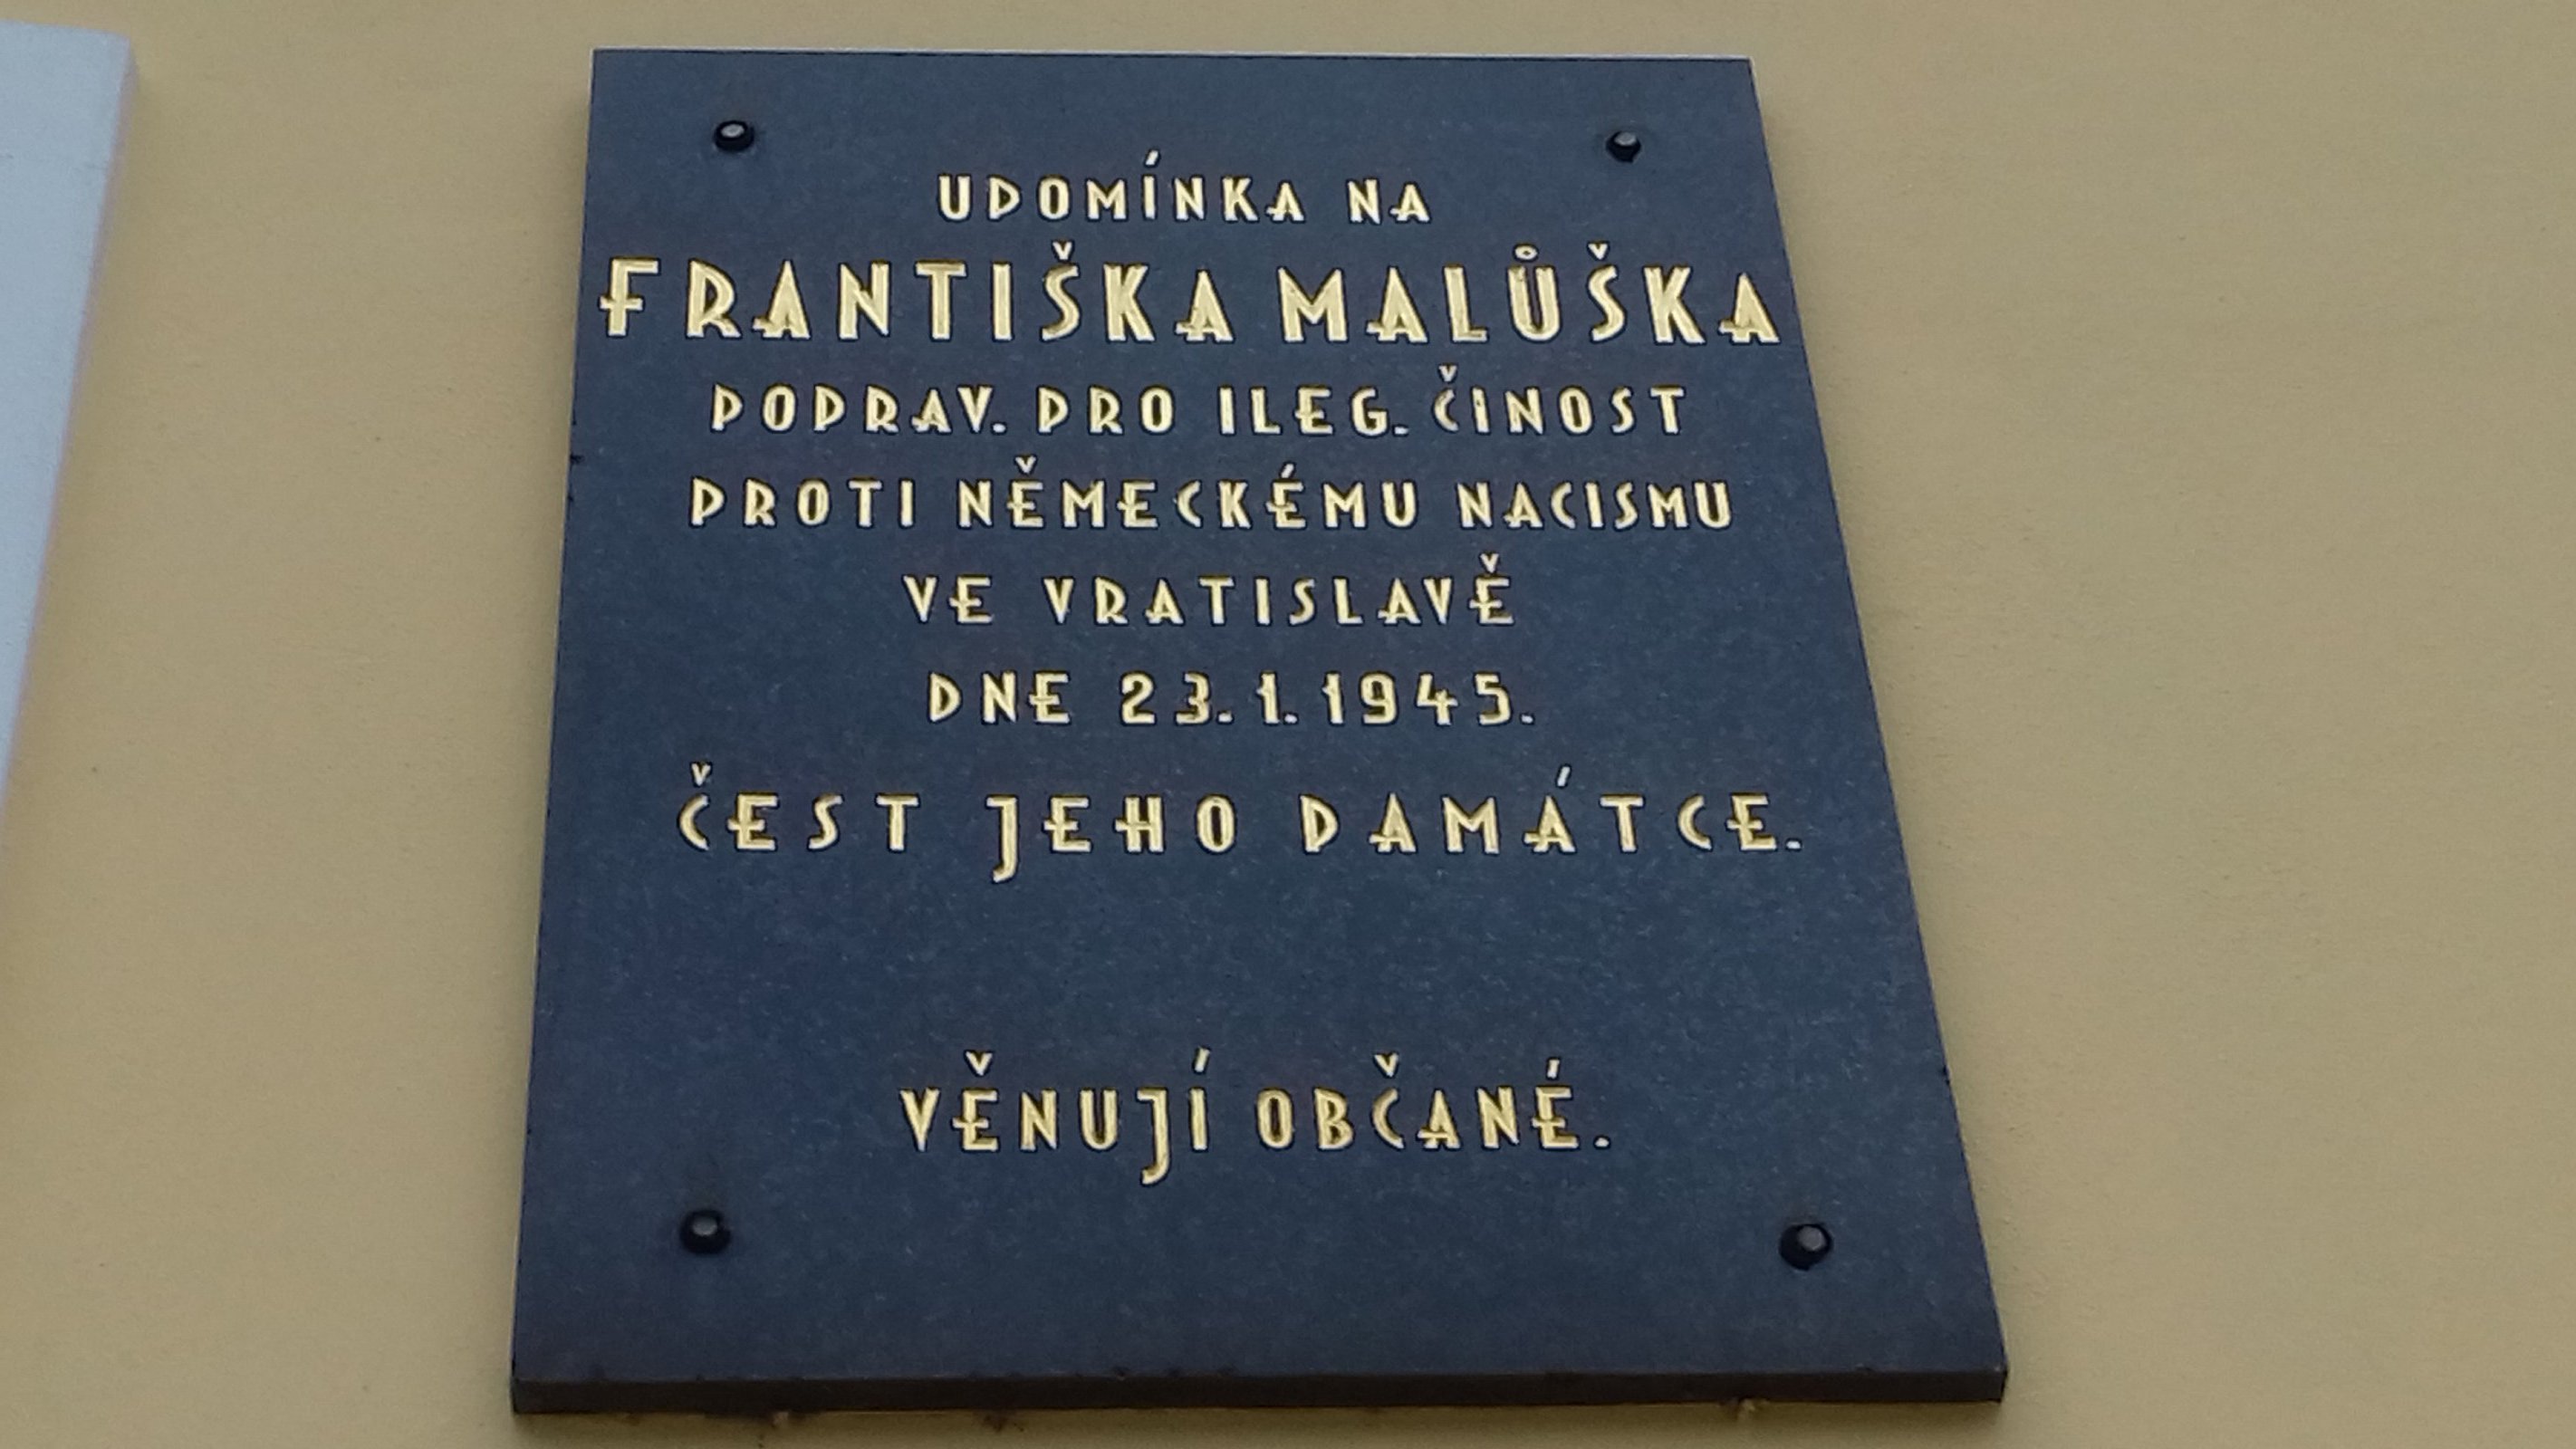 UPOMÍNKA NA
FRANTIŠKA MALŮŠKA
POPRAV. PRO ILEG. ČINOST
PROTI NĚMECKÉMU NACISMU
VE VRATISLAVĚ
DNE 23.1.1945.
ČEST JEHO PAMÁTCE.
VĚNUJÍ OBČANÉ.